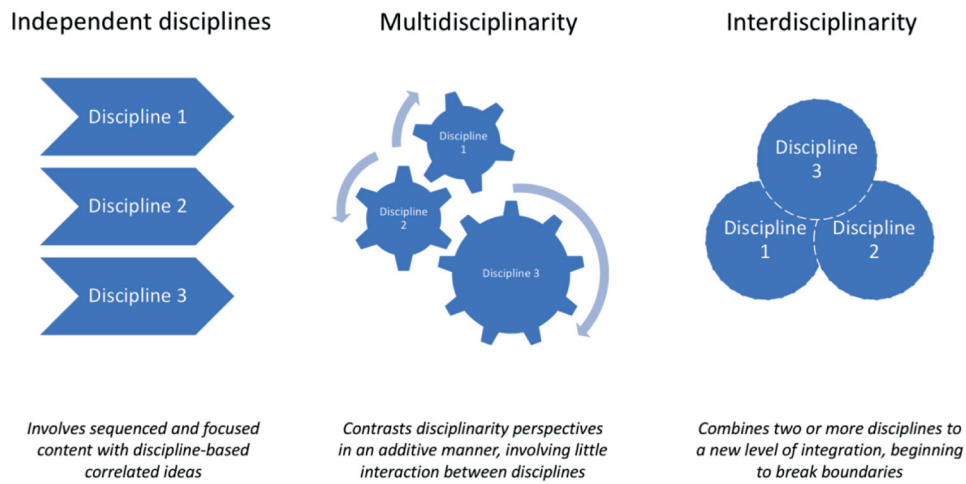 Independent disciplines
Discipline 1
Discipline 2
Discipline 3
Involves sequenced and focused
content with discipline-based
correlated ideas
Multidisciplinarity
Discipline
1
Discipline
2
Discipline 3
Contrasts disciplinarity perspectives
in an additive manner, involving little
interaction between disciplines
Interdisciplinarity
Discipline
3
Discipline
1
Discipline
2
Combines two or more disciplines to
a new level of integration, beginning
to break boundaries